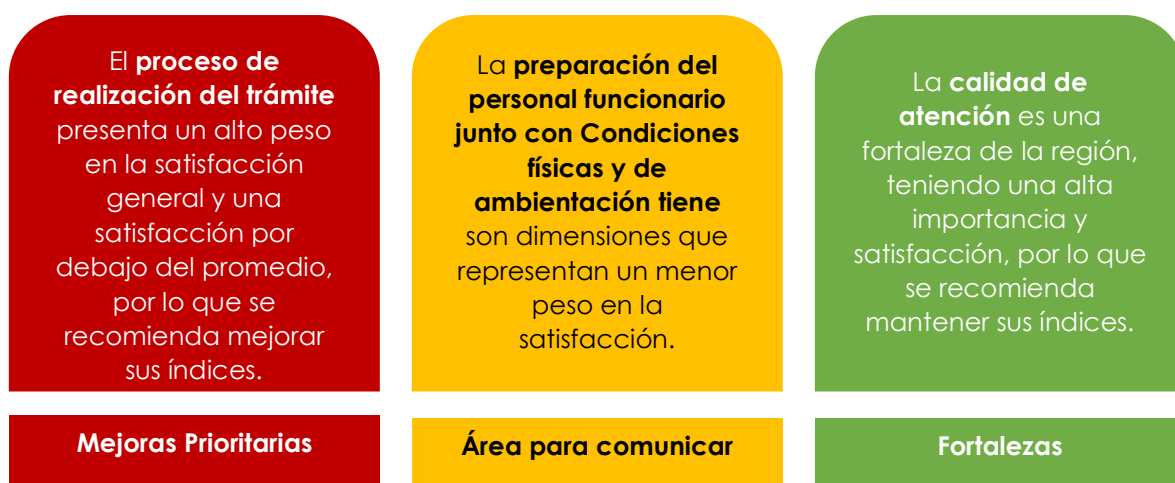 El proceso de
realización del trámite
presenta un alto peso
en la satisfacción
general y una
satisfacción por
debajo del promedio,
por lo que se
recomienda mejorar
sus índices.
Mejoras Prioritarias
La preparación del
personal funcionario
junto con Condiciones
físicas y de
ambientación tiene
son dimensiones que
representan un menor
peso en la
satisfacción.
Área para comunicar
La calidad de
atención es una
fortaleza de la región,
teniendo una alta
importancia y
satisfacción, por lo que
se recomienda
mantener sus índices.
Fortalezas